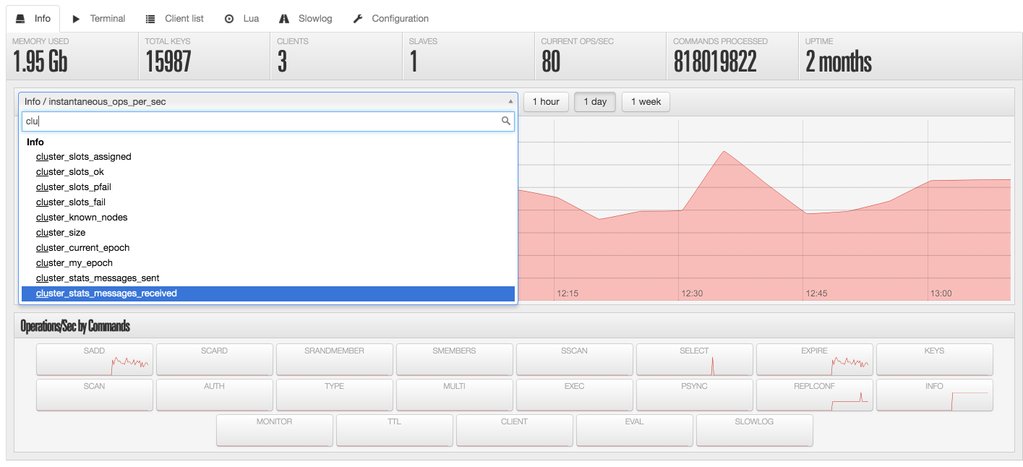 Info Terminal Client list Lua Slowlog Configuration
MEMORY USED TOTAL KEYS CLIENTS SLAVES CURRENT OPS/SEC COMMANDS PROCESSED UPTIME
1.95 Gb 15987 3 1 80 818019822 2 months
Info / instantaneous_ops_per_sec 1 hour 1 day 1 week
clu
Info
cluster_slots_assigned
cluster_slots_ok
cluster_slots_pfail
cluster_slots_fail
cluster_known_nodes
cluster_size
cluster_current_epoch
cluster_my_epoch
cluster_stats_messages_sent
cluster_stats_messages_received
12:15 12:30 12:45 13:00
Operations/Sec by Commands
SADD SCARD SRANDMEMBER SMEMBERS SSCAN SELECT EXPIRE KEYS
SCAN AUTH TYPE MULTI EXEC PSYNC REPLCONF INFO
MONITOR TTL CLIENT EVAL SLOWLOG